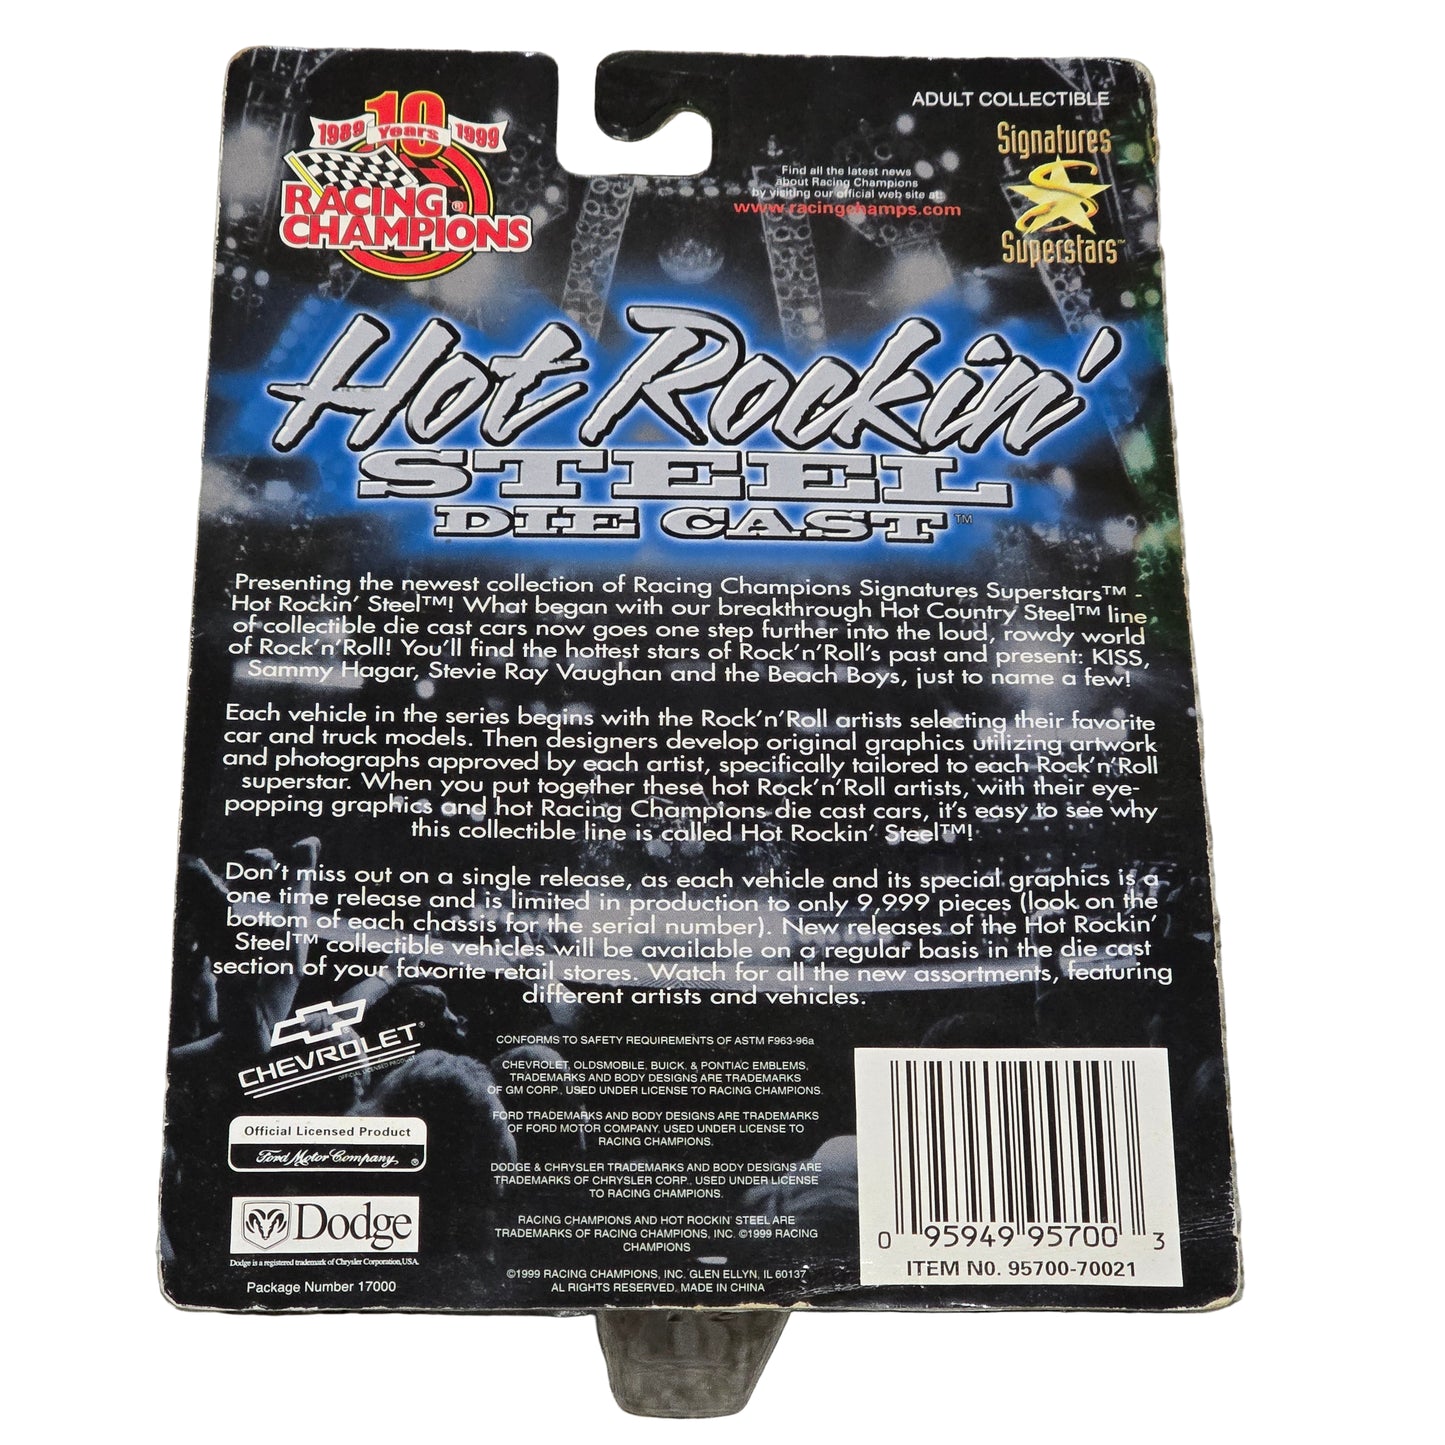 10
1989 Years 1999
RACING ®
CHAMPIONS
ADULT COLLECTIBLE
Find all the latest news
about Racing Champions
by visiting our official web site at:
www.racingchamps.com
Signatures
S
Superstars™
Hot Rockin'
STEEL
DIE CAST™
Presenting the newest collection of Racing Champions Signatures Superstars™ -
Hot Rockin' Steel™! What began with our breakthrough Hot Country Steel™ line
of collectible die cast cars now goes one step further into the loud, rowdy world
of Rock'n'Roll! You'll find the hottest stars of Rock'n'Roll's past and present: KISS,
Sammy Hagar, Stevie Ray Vaughan and the Beach Boys, just to name a few!
Each vehicle in the series begins with the Rock'n'Roll artists selecting their favorite
car and truck models. Then designers develop original graphics utilizing artwork
and photographs approved by each artist, specifically tailored to each Rock'n'Roll
superstar. When you put together these hot Rock'n'Roll artists, with their eye-
popping graphics and hot Racing Champions die cast cars, it's easy to see why
this collectible line is called Hot Rockin' Steel™!
Don't miss out on a single release, as each vehicle and its special graphics is a
one time release and is limited in production to only 9,999 pieces (look on the
bottom of each chassis for the serial number). New releases of the Hot Rockin'
Steel™ collectible vehicles will be available on a regular basis in the die cast
section of your favorite retail stores. Watch for all the new assortments, featuring
different artists and vehicles.
CHEVROLET®
OFFICIAL LICENSED PRODUCT
Official Licensed Product
Ford Motor Company, ®
Dodge
Dodge is a registered trademark of Chrysler Corporation,USA.
Package Number 17000
CONFORMS TO SAFETY REQUIREMENTS OF ASTM F963-96a
CHEVROLET, OLDSMOBILE, BUICK, & PONTIAC EMBLEMS,
TRADEMARKS AND BODY DESIGNS ARE TRADEMARKS
OF GM CORP., USED UNDER LICENSE TO RACING CHAMPIONS.
FORD TRADEMARKS AND BODY DESIGNS ARE TRADEMARKS
OF FORD MOTOR COMPANY, USED UNDER LICENSE TO
RACING CHAMPIONS.
DODGE & CHRYSLER TRADEMARKS AND BODY DESIGNS ARE
TRADEMARKS OF CHRYSLER CORP., USED UNDER LICENSE
TO RACING CHAMPIONS.
RACING CHAMPIONS AND HOT ROCKIN' STEEL ARE
TRADEMARKS OF RACING CHAMPIONS, INC. ©1999 RACING
CHAMPIONS
©1999 RACING CHAMPIONS, INC. GLEN ELLYN, IL 60137
AL RIGHTS RESERVED. MADE IN CHINA
0 95949 95700 3
ITEM NO. 95700-70021